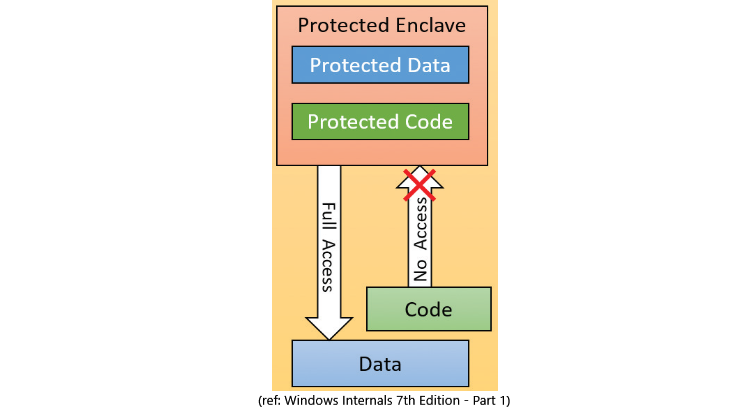 Protected Enclave
Protected Data
Protected Code
Full Access
No Access
Code
Data
(ref: Windows Internals 7th Edition - Part 1)